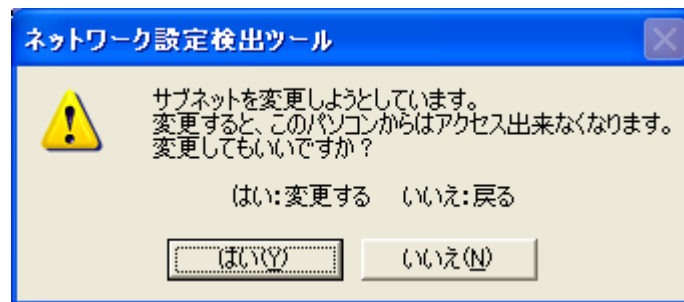 ネットワーク設定検出ツール
サブネットを変更しようとしています。
変更すると、このパソコンからはアクセス出来なくなります。
変更してもいいですか？
はい:変更する　いいえ:戻る
はい(Y)　いいえ(N)